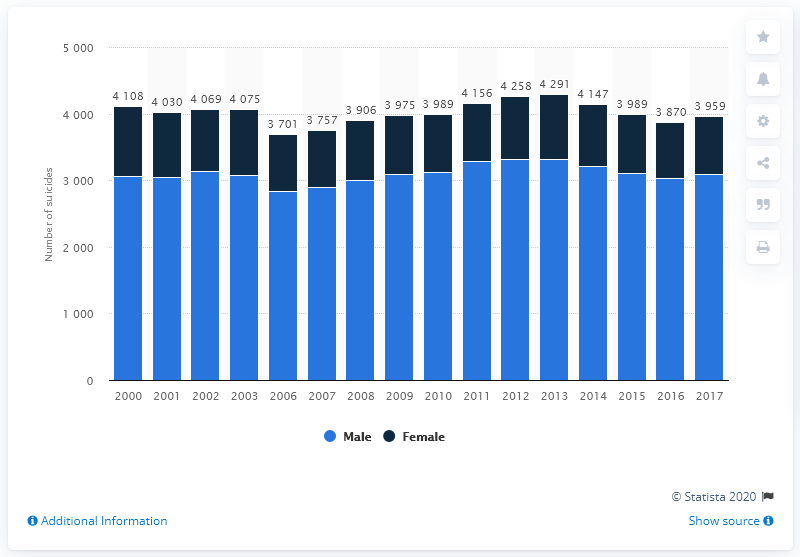 5 000
4 000
3 000
2 000
1 000
0
Number of suicides
4 108 4 030 4 069 4 075 3 701 3 757 3 906 3 975 3 989 4 156 4 258 4 291 4 147 3 989 3 870 3 959
2000 2001 2002 2003 2006 2007 2008 2009 2010 2011 2012 2013 2014 2015 2016 2017
Male Female
© Statista 2020
Additional Information Show source